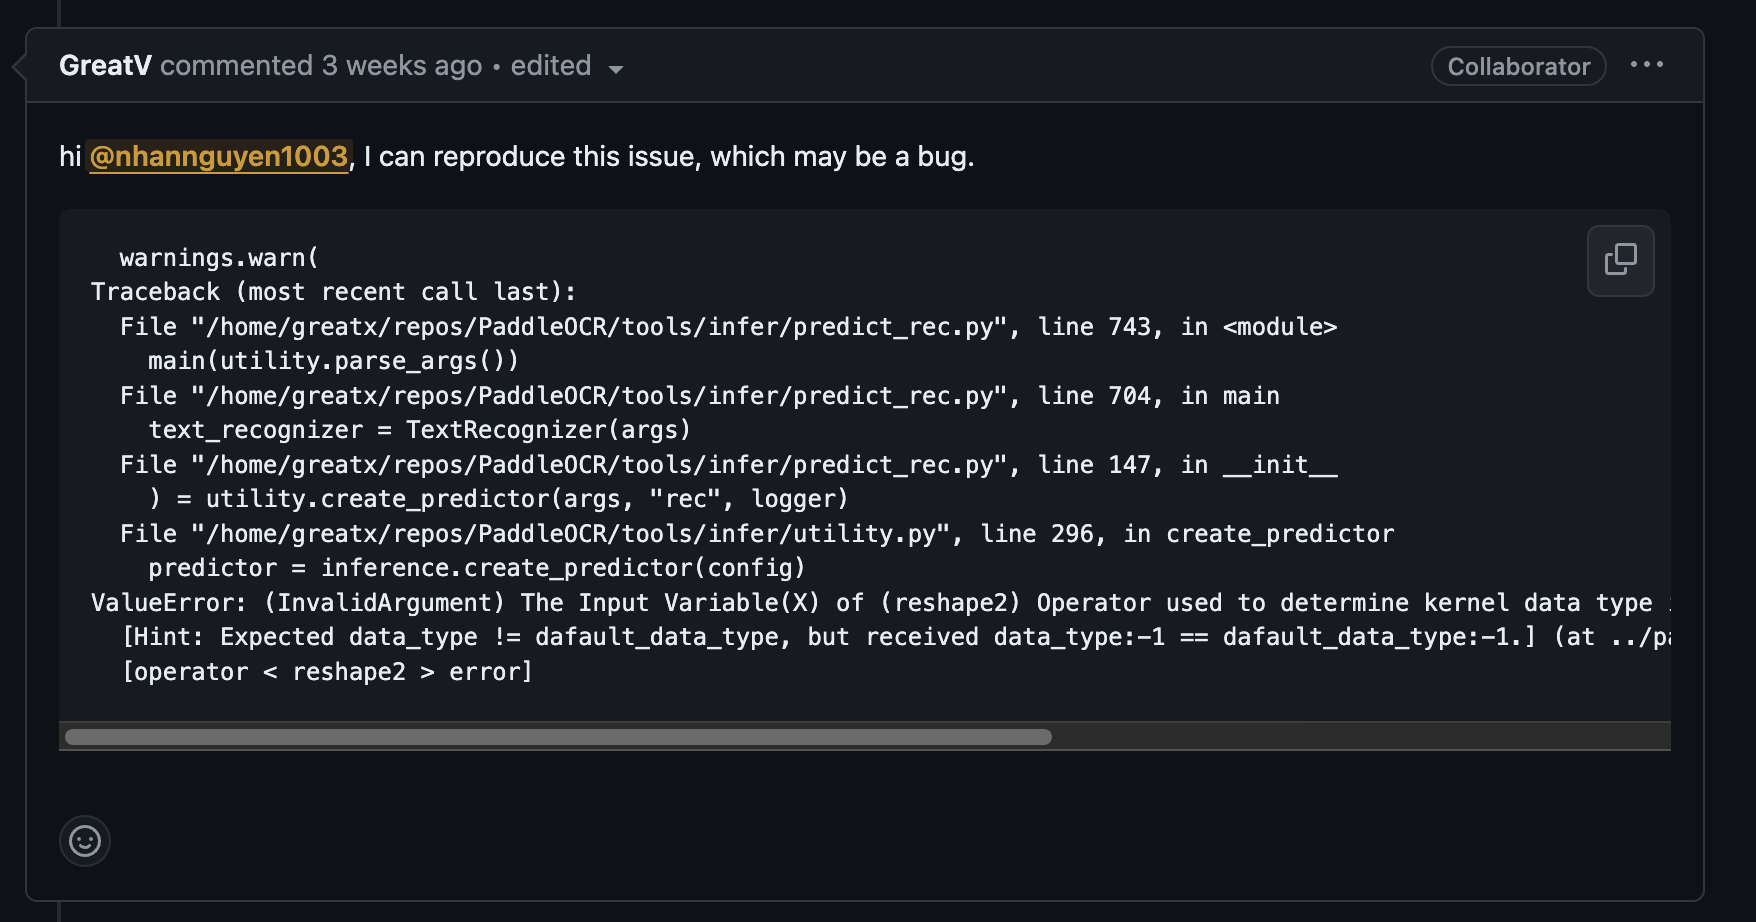 GreatV commented 3 weeks ago • edited
Collaborator
hi @nhannguyen1003, I can reproduce this issue, which may be a bug.
  warnings.warn(
Traceback (most recent call last):
  File "/home/greatx/repos/PaddleOCR/tools/infer/predict_rec.py", line 743, in <module>
    main(utility.parse_args())
  File "/home/greatx/repos/PaddleOCR/tools/infer/predict_rec.py", line 704, in main
    text_recognizer = TextRecognizer(args)
  File "/home/greatx/repos/PaddleOCR/tools/infer/predict_rec.py", line 147, in __init__
    ) = utility.create_predictor(args, "rec", logger)
  File "/home/greatx/repos/PaddleOCR/tools/infer/utility.py", line 296, in create_predictor
    predictor = inference.create_predictor(config)
ValueError: (InvalidArgument) The Input Variable(X) of (reshape2) Operator used to determine kernel data type
  [Hint: Expected data_type != dafault_data_type, but received data_type:-1 == dafault_data_type:-1.] (at ../pa
  [operator < reshape2 > error]